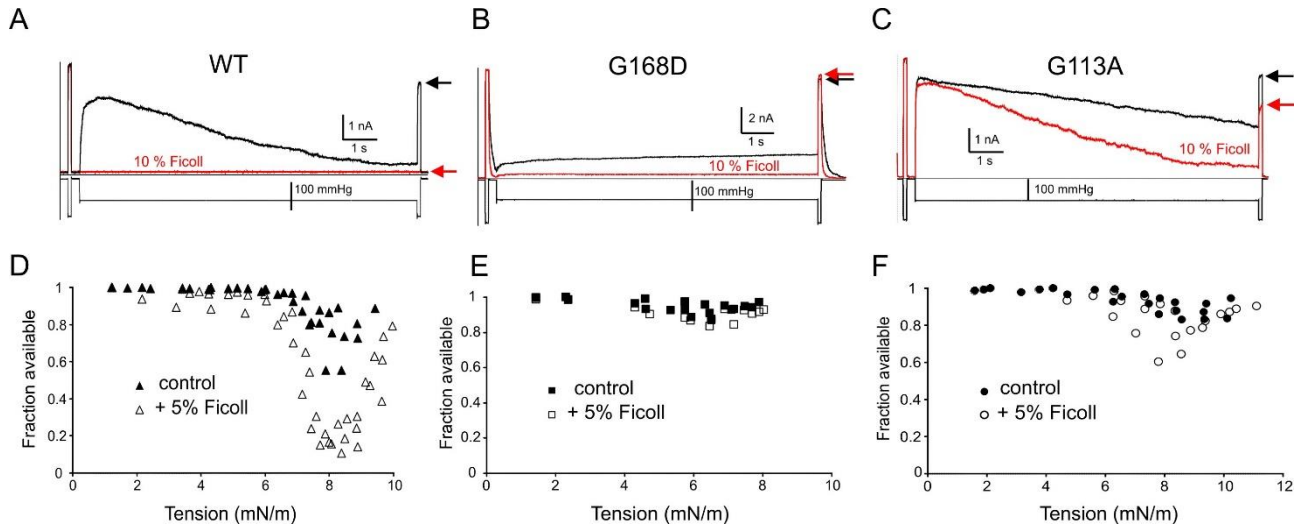 A
WT
1 nA
1 s
10 % Ficoll
100 mmHg
B
G168D
2 nA
1 s
10 % Ficoll
100 mmHg
C
G113A
1 nA
1 s
10 % Ficoll
100 mmHg
D
Fraction available
1
0.8
0.6
0.4
0.2
0
control
+ 5% Ficoll
0 2 4 6 8 10
Tension (mN/m)
E
Fraction available
1
0.8
0.6
0.4
0.2
0
control
+ 5% Ficoll
0 2 4 6 8 10
Tension (mN/m)
F
Fraction available
1
0.8
0.6
0.4
0.2
0
control
+ 5% Ficoll
0 2 4 6 8 10 12
Tension (mN/m)